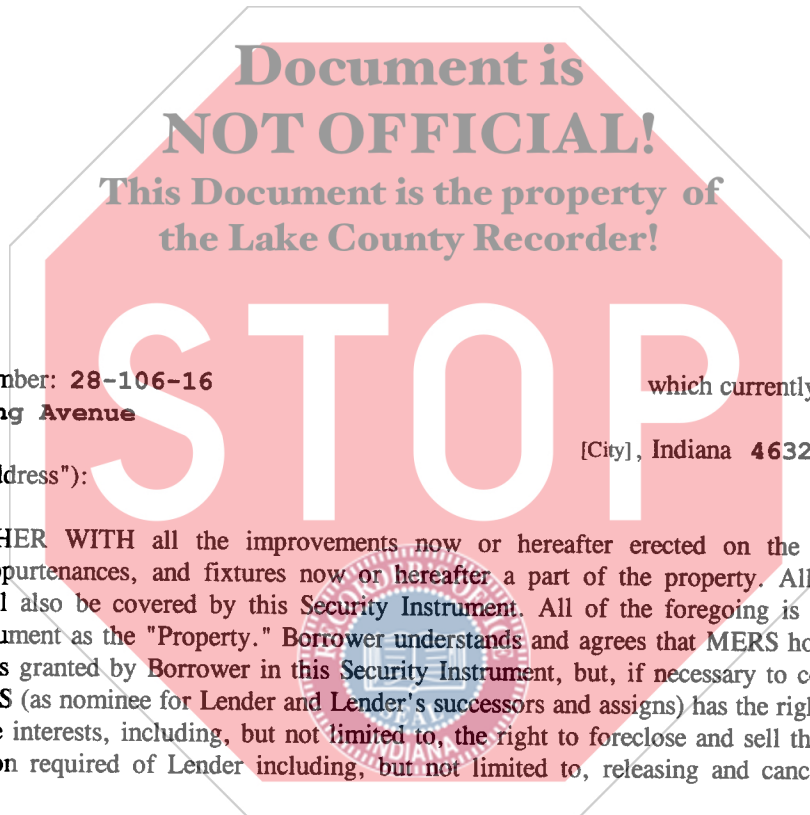 Document is
NOT OFFICIAL!
This Document is the property of
the Lake County Recorder!
STOP
mber: 28-106-16 which currently
ng Avenue
[City], Indiana 4632
ddress"):
HER WITH all the improvements now or hereafter erected on the
ppurtenances, and fixtures now or hereafter a part of the property. All
l also be covered by this Security Instrument. All of the foregoing is
ument as the "Property." Borrower understands and agrees that MERS ho
s granted by Borrower in this Security Instrument, but, if necessary to c
S (as nominee for Lender and Lender's successors and assigns) has the righ
e interests, including, but not limited to, the right to foreclose and sell th
on required of Lender including, but not limited to, releasing and canc
SEAL
INDIANA